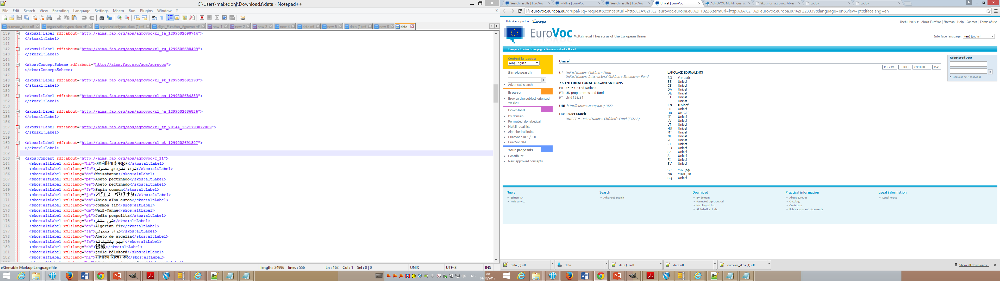 C:\Users\makedonj\Downloads\data - Notepad++
File Edit Search View Encoding Language Settings Macro Run Plugins Window ?
eurovoc_skos.rdf organizationtypes-skos.rdf organizationtypes-skos (1).rdf align_EuroVoc_Agrovoc.rdf new 1 new 2 new 3 new 4 data.rdf new 5 data (1).rdf new 6 data
139 <skosxl:Label rdf:about="http://aims.fao.org/aos/agrovoc/xl_fa_1299502690744">
140 </skosxl:Label>
141
142 <skosxl:Label rdf:about="http://aims.fao.org/aos/agrovoc/xl_ru_1299502688499">
143 </skosxl:Label>
144
145 <skos:ConceptScheme rdf:about="http://aims.fao.org/aos/agrovoc">
146 </skos:ConceptScheme>
147
148 <skosxl:Label rdf:about="http://aims.fao.org/aos/agrovoc/xl_sk_1299502691193">
149 </skosxl:Label>
150
151 <skosxl:Label rdf:about="http://aims.fao.org/aos/agrovoc/xl_es_1299502684383">
152 </skosxl:Label>
153
154 <skosxl:Label rdf:about="http://aims.fao.org/aos/agrovoc/xl_ja_1299502686826">
155 </skosxl:Label>
156
157 <skosxl:Label rdf:about="http://aims.fao.org/aos/agrovoc/xl_tr_20144_1321793072069">
158 </skosxl:Label>
159
160 <skosxl:Label rdf:about="http://aims.fao.org/aos/agrovoc/xl_pt_1299502691807">
161 </skosxl:Label>
162
163 <skos:Concept rdf:about="http://aims.fao.org/aos/agrovoc/c_11">
164 <skos:altLabel xml:lang="hi">अलजीरिया ई पलूदर</skos:altLabel>
165 <skos:altLabel xml:lang="fa">نراد نقره‌اي معمولی</skos:altLabel>
166 <skos:altLabel xml:lang="de">Weisstanne</skos:altLabel>
167 <skos:altLabel xml:lang="pt">Abeto pectinado</skos:altLabel>
168 <skos:altLabel xml:lang="es">Abeto pectinado</skos:altLabel>
169 <skos:altLabel xml:lang="fr">Sapin commun</skos:altLabel>
170 <skos:altLabel xml:lang="ja">アビエス ペクチナタ</skos:altLabel>
171 <skos:altLabel xml:lang="cs">Abies alba aurea</skos:altLabel>
172 <skos:altLabel xml:lang="en">common fir</skos:altLabel>
173 <skos:altLabel xml:lang="de">Weiß-Tanne</skos:altLabel>
174 <skos:altLabel xml:lang="pl">Jodła pospolita</skos:altLabel>
175 <skos:altLabel xml:lang="ar">شوح مشطي</skos:altLabel>
176 <skos:altLabel xml:lang="en">Algerian fir</skos:altLabel>
177 <skos:altLabel xml:lang="fa">نراد معمولي</skos:altLabel>
178 <skos:altLabel xml:lang="es">Abeto de argelia</skos:altLabel>
179 <skos:altLabel xml:lang="fa">آبیس پکتیناتا</skos:altLabel>
180 <skos:altLabel xml:lang="zh">银枞</skos:altLabel>
181 <skos:altLabel xml:lang="cs">jedle bělokorá</skos:altLabel>
182 <skos:altLabel xml:lang="hi">साधारण सिल्वर फर</skos:altLabel>
eXtensible Markup Language file length : 24996 lines : 556 Ln : 162 Col : 1 Sel : 0 | 0 UNIX UTF-8 INS
ENG 17:08
01/10/2015
Search results | EuroVoc wildlife | EuroVoc Search results | EuroVoc Unicef | EuroVoc AGROVOC Multilingual ag Skosmos: agrovoc: Abies Loddy Loddy
eurovoc.europa.eu/drupal/?q=request&concepturi=http%3A%2F%2Feurovoc.europa.eu%2F1022&termuri=http%3A%2F%2Feurovoc.europa.eu%2F223339&language=en&view=pt&ifacelang=en
This site is part of Europa
Useful links | About EuroVoc | Sitemap | Help | Contact | Terms of use
EuroVoc Multilingual Thesaurus of the European Union
Interface language: (en) English
Europa > EuroVoc homepage > Domains and MT > Unicef
Content language:
(en) English
Simple search
Advanced search
Browse
Browse the subject-oriented
version
Download
By domain
Permuted alphabetical
Multilingual list
Alphabetical index
EuroVoc SKOS/RDF
EuroVoc XML
Your proposals
Contribute
New approved concepts
Unicef
RDF/XML TURTLE CONTRIBUTE MAP
UF United Nations Children's Fund
United Nations International Children's Emergency Fund
76 INTERNATIONAL ORGANISATIONS
MT 7606 United Nations
BT1 UN programmes and funds
RT child [2816]
URI http://eurovoc.europa.eu/1022
Has Exact Match
UNICEF = United Nations Children's Fund (ECLAS)
LANGUAGE EQUIVALENTS
BG Уницеф
ES Unicef
CS Unicef
DA Unicef
DE Unicef
ET Unicef
EL Unicef
EN Unicef
FR Unicef
HR UNICEF
IT Unicef
LV Unicef
LT Unicef
HU Unicef
MT Unicef
NL Unicef
PL Unicef
PT Unicef
RO Unicef
SK Unicef
SL Unicef
FI Unicef
SV Unicef
SR Уницеф
MK УНИЦЕФ
SQ Unicef
Registered User
Request new password
News
> Edition 4.4
> Web service
Search
> Advanced search
Download
> By domain
> Permuted alphabetical
> Multilingual list
> Alphabetical index
Practical information
> About EuroVoc
> Ontology
> Contribute
> Publications and documents
Legal information
> Legal notice
data (2).rdf data data (1).rdf data.rdf eurovoc_skos (1).rdf Show all downloads...